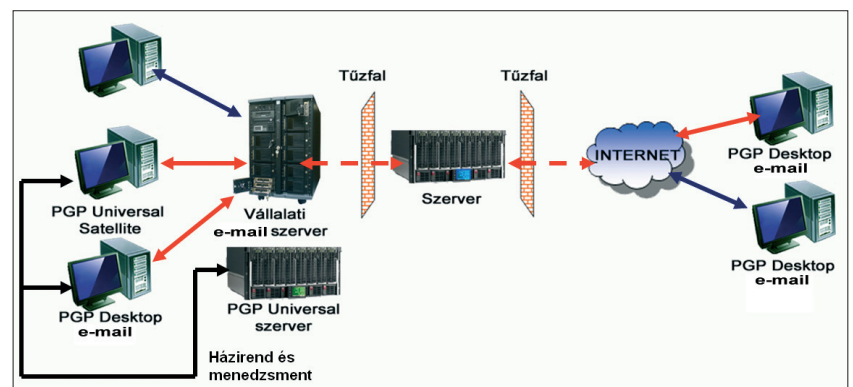 Tűzfal
Tűzfal
INTERNET
PGP Desktop
e-mail
Szerver
PGP Universal
Satellite
Vállalati
e-mail szerver
PGP Desktop
e-mail
PGP Desktop
e-mail
PGP Universal
szerver
Házirend és
menedzsment